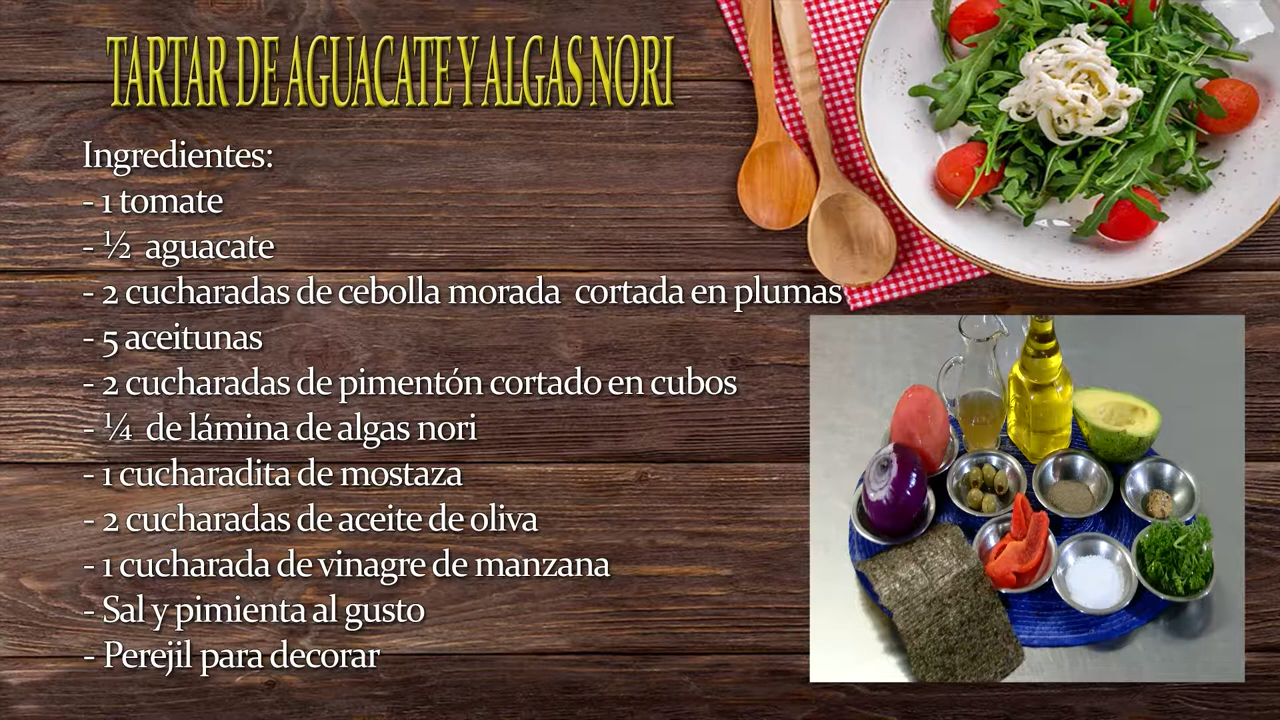 TARTAR DE AGUACATE Y ALGAS NORI
Ingredientes:
- 1 tomate
- ½ aguacate
- 2 cucharadas de cebolla morada cortada en plumas
- 5 aceitunas
- 2 cucharadas de pimentón cortado en cubos
- ¼ de lámina de algas nori
- 1 cucharadita de mostaza
- 2 cucharadas de aceite de oliva
- 1 cucharada de vinagre de manzana
- Sal y pimienta al gusto
- Perejil para decorar